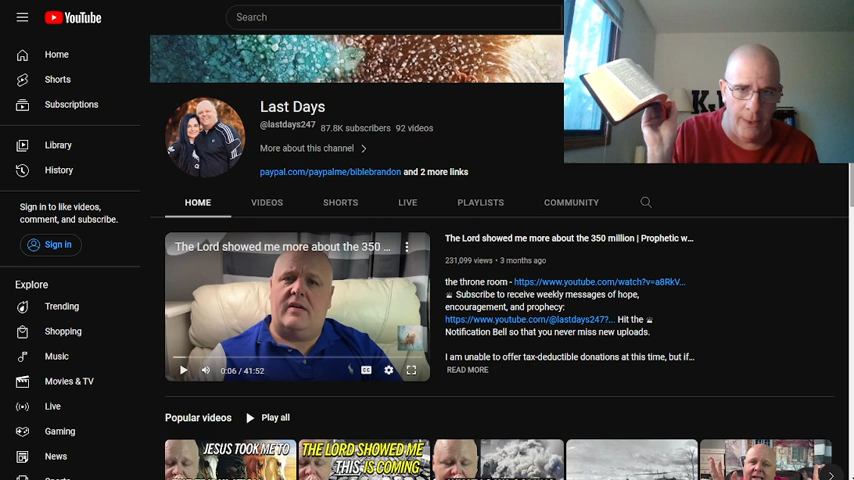 YouTube
Search
Home
Shorts
Subscriptions
Library
History
Sign in to like videos,
comment, and subscribe.
Sign in
Explore
Trending
Shopping
Music
Movies & TV
Live
Gaming
News
Last Days
@lastdays247 87.8K subscribers 92 videos
More about this channel
paypal.com/paypalme/biblebrandon and 2 more links
HOME VIDEOS SHORTS LIVE PLAYLISTS COMMUNITY
The Lord showed me more about the 350 ...
0:06 / 41:52
The Lord showed me more about the 350 million | Prophetic w...
231,099 views • 3 months ago
the throne room - https://www.youtube.com/watch?v=a8RkV...
Subscribe to receive weekly messages of hope,
encouragement, and prophecy:
https://www.youtube.com/@lastdays247?... Hit the
Notification Bell so that you never miss new uploads.
I am unable to offer tax-deductible donations at this time, but if...
READ MORE
Popular videos Play all
JESUS TOOK ME TO
THE LORD SHOWED ME
THIS IS COMING